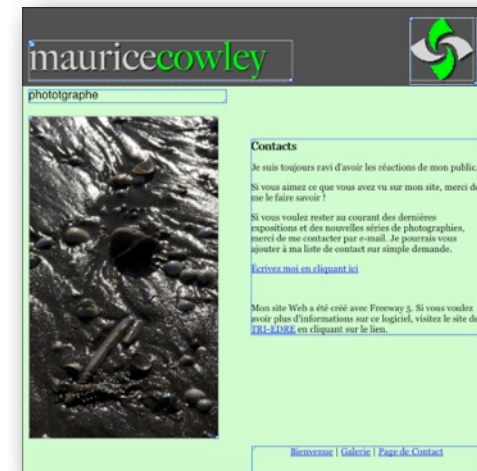 mauricecowley
phototgraphe
Contacts
Je suis toujours ravi d'avoir les réactions de mon public.
Si vous aimez ce que vous avez vu sur mon site, merci de
me le faire savoir !
Si vous voulez rester au courant des dernières
expositions et des nouvelles séries de photographies,
merci de me contacter par e-mail. Je pourrais vous
ajouter à ma liste de contact sur simple demande.
Écrivez moi en cliquant ici
Mon site Web a été créé avec Freeway 5. Si vous voulez
avoir plus d'informations sur ce logiciel, visitez le site de
TRI-EDRE en cliquant sur le lien.
Bienvenue | Galerie | Page de Contact